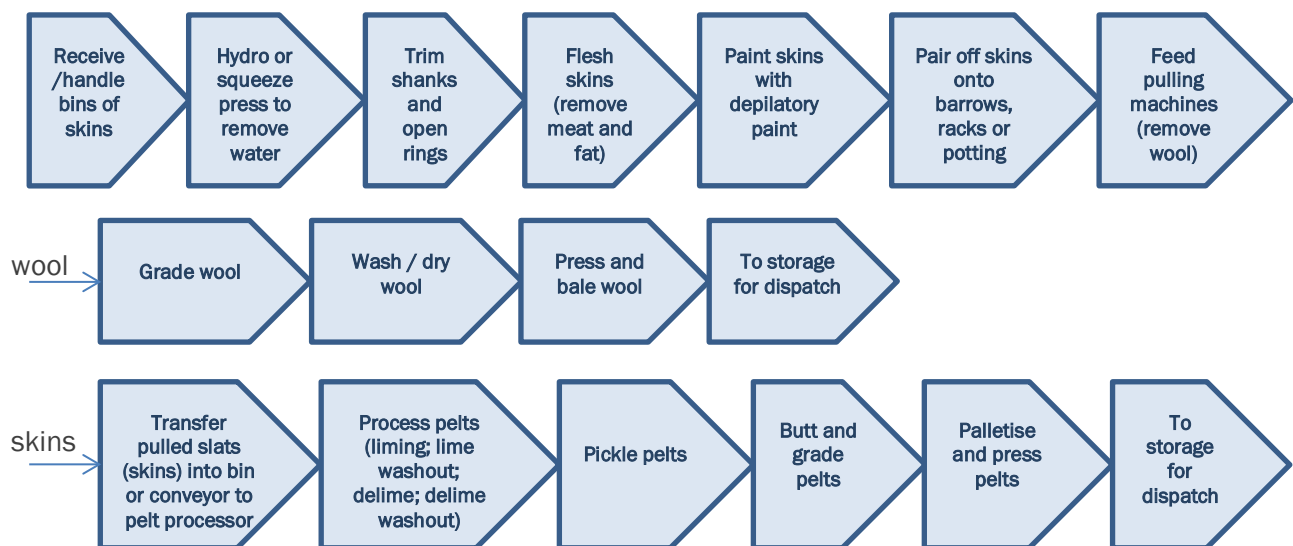 Receive
/handle
bins of
skins
Hydro or
squeeze
press to
remove
water
Trim
shanks
and
open
rings
Flesh
skins
(remove
meat and
fat)
Paint skins
with
depilatory
paint
Pair off skins
onto
barrows,
racks or
potting
Feed
pulling
machines
(remove
wool)
wool
Grade wool
Wash / dry
wool
Press and
bale wool
To storage
for dispatch
skins
Transfer
pulled slats
(skins) into bin
or conveyor to
pelt processor
Process pelts
(liming; lime
washout;
delime; delime
washout)
Pickle pelts
Butt and
grade
pelts
Palletise
and press
pelts
To
storage
for
dispatch